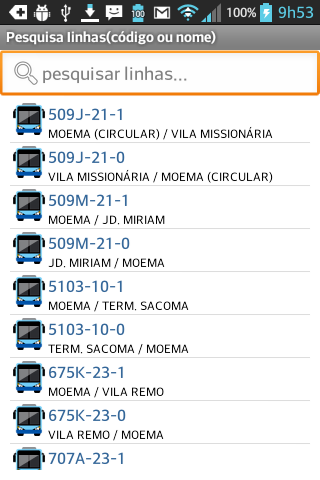 100%
9h53
Pesquisa linhas(código ou nome)
pesquisar linhas...
509J-21-1
MOEMA (CIRCULAR) / VILA MISSIONÁRIA
509J-21-0
VILA MISSIONÁRIA / MOEMA (CIRCULAR)
509M-21-1
MOEMA / JD. MIRIAM
509M-21-0
JD. MIRIAM / MOEMA
5103-10-1
MOEMA / TERM. SACOMA
5103-10-0
TERM. SACOMA / MOEMA
675K-23-1
MOEMA / VILA REMO
675K-23-0
VILA REMO / MOEMA
707A-23-1